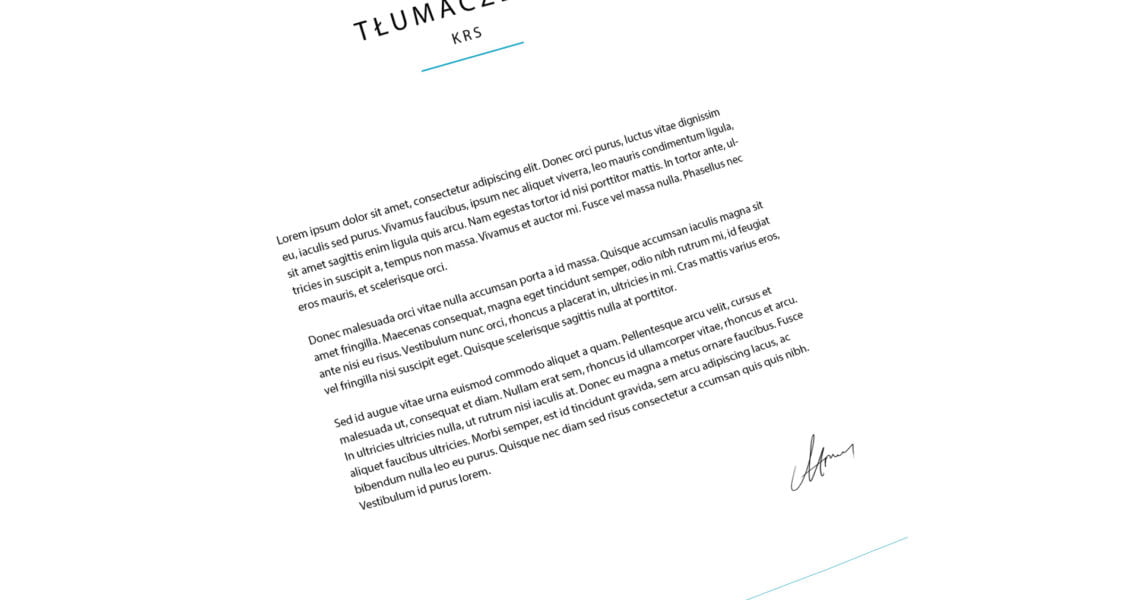 TŁUMACZE
KRS
Lorem ipsum dolor sit amet, consectetur adipiscing elit. Donec orci purus, luctus vitae dignissim
eu, iaculis sed purus. Vivamus faucibus, ipsum nec aliquet viverra, leo mauris condimentum ligula,
sit amet sagittis enim ligula quis arcu. Nam egestas tortor id nisi porttitor mattis. In tortor ante, ul-
tricies in suscipit a, tempus non massa. Vivamus et auctor mi. Fusce vel massa nulla. Phasellus nec
eros mauris, et scelerisque orci.
Donec malesuada orci vitae nulla accumsan porta a id massa. Quisque accumsan iaculis magna sit
amet fringilla. Maecenas consequat, magna eget tincidunt semper, odio nibh rutrum mi, id feugiat
ante nisi eu risus. Vestibulum nunc orci, rhoncus a placerat in, ultricies in mi. Cras mattis varius eros,
vel fringilla nisi suscipit eget. Quisque scelerisque sagittis nulla at porttitor.
Sed id augue vitae urna euismod commodo aliquet a quam. Pellentesque arcu velit, cursus et
malesuada ut, consequat et diam. Nullam erat sem, rhoncus id ullamcorper vitae, rhoncus et arcu.
In ultricies ultricies nulla, ut rutrum nisi iaculis at. Donec eu magna a metus ornare faucibus. Fusce
aliquet faucibus ultricies. Morbi semper, est id tincidunt gravida, sem arcu adipiscing lacus, ac
bibendum nulla leo eu purus. Quisque nec diam sed risus consectetur a ccumsan quis quis nibh.
Vestibulum id purus lorem.